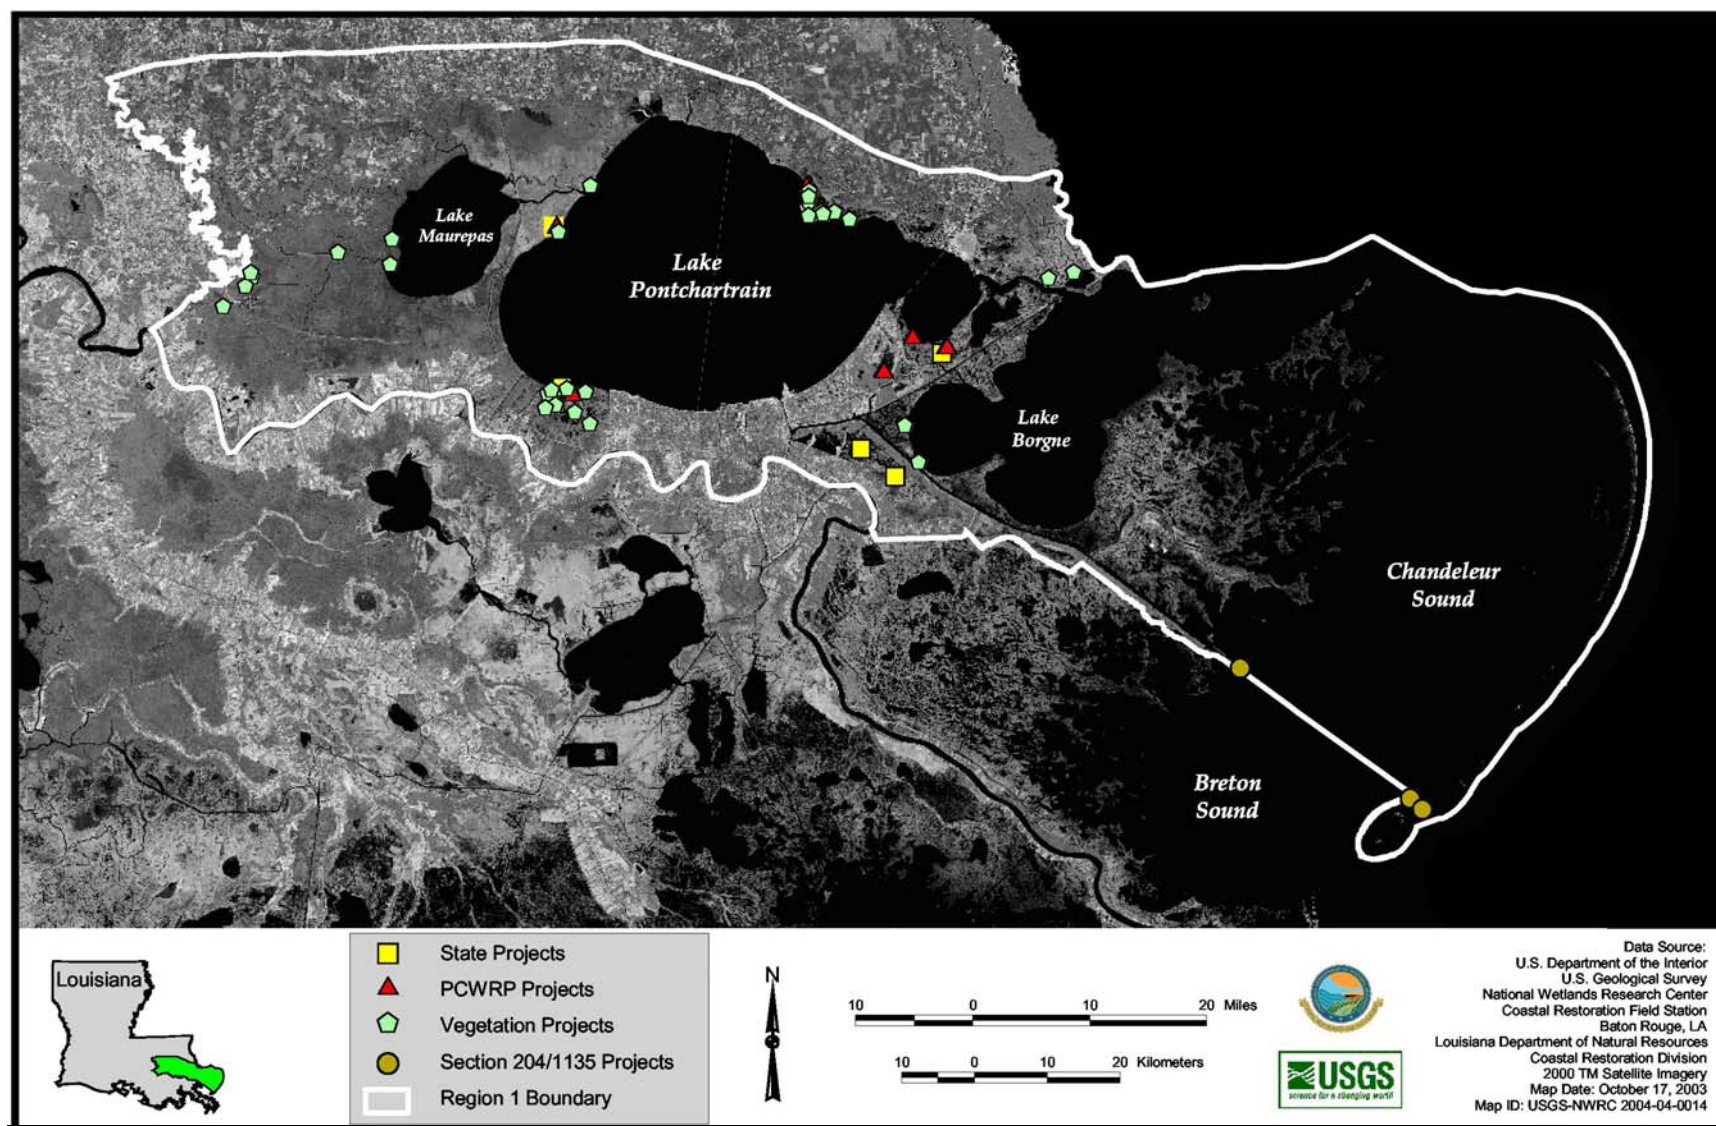 Lake
Maurepas
Lake
Pontchartrain
Lake
Borgne
Chandeleur
Sound
Breton
Sound
Louisiana
State Projects
PCWRP Projects
Vegetation Projects
Section 204/1135 Projects
Region 1 Boundary
N
10 0 10 20 Miles
10 0 10 20 Kilometers
USGS
science for a changing world
Data Source:
U.S. Department of the Interior
U.S. Geological Survey
National Wetlands Research Center
Coastal Restoration Field Station
Baton Rouge, LA
Louisiana Department of Natural Resources
Coastal Restoration Division
2000 TM Satellite Imagery
Map Date: October 17, 2003
Map ID: USGS-NWRC 2004-04-0014